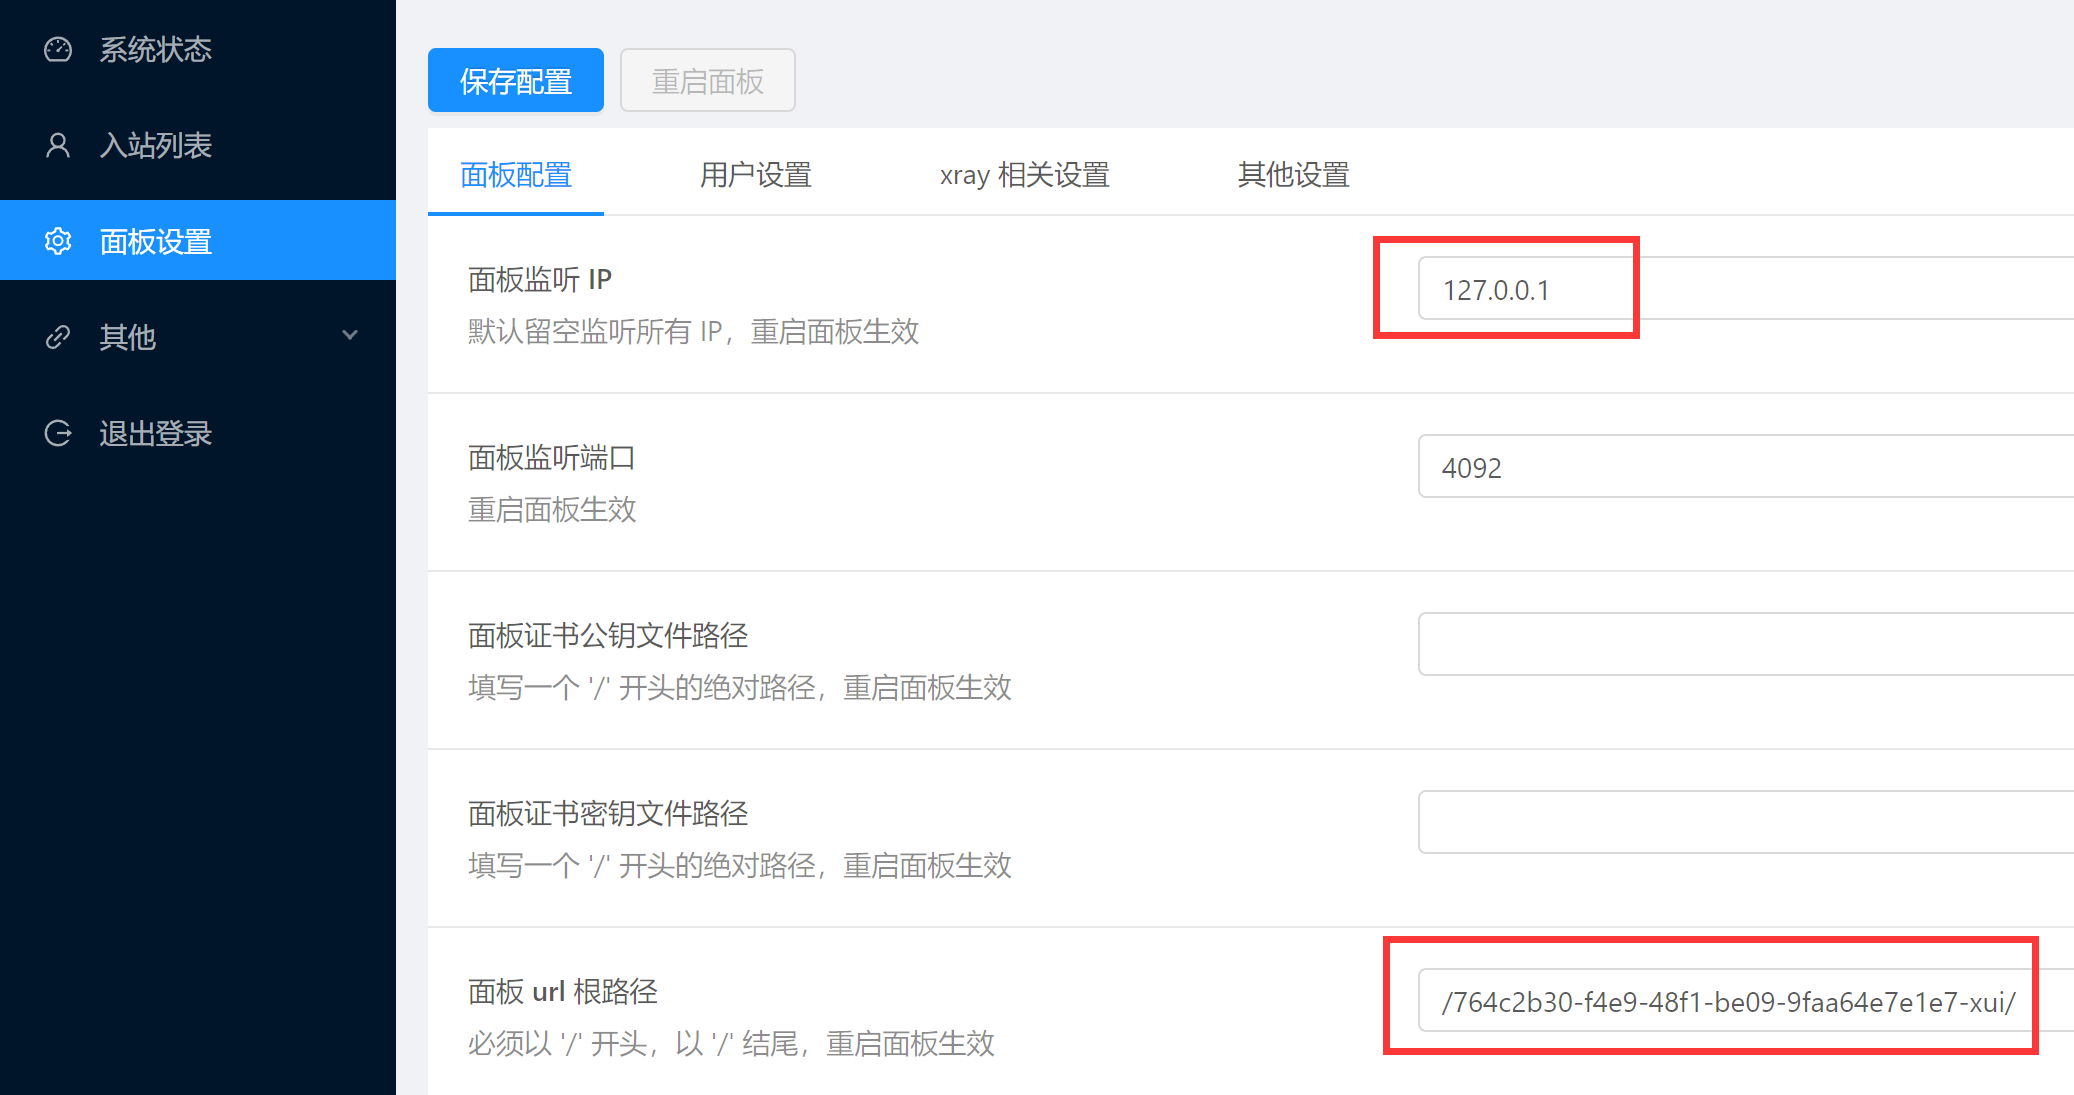 系统状态
入站列表
面板设置
其他
退出登录
保存配置
重启面板
面板配置
用户设置
xray 相关设置
其他设置
面板监听 IP
默认留空监听所有 IP，重启面板生效
127.0.0.1
面板监听端口
重启面板生效
4092
面板证书公钥文件路径
填写一个 '/' 开头的绝对路径，重启面板生效
面板证书密钥文件路径
填写一个 '/' 开头的绝对路径，重启面板生效
面板 url 根路径
必须以 '/' 开头，以 '/' 结尾，重启面板生效
/764c2b30-f4e9-48f1-be09-9faa64e7e1e7-xui/